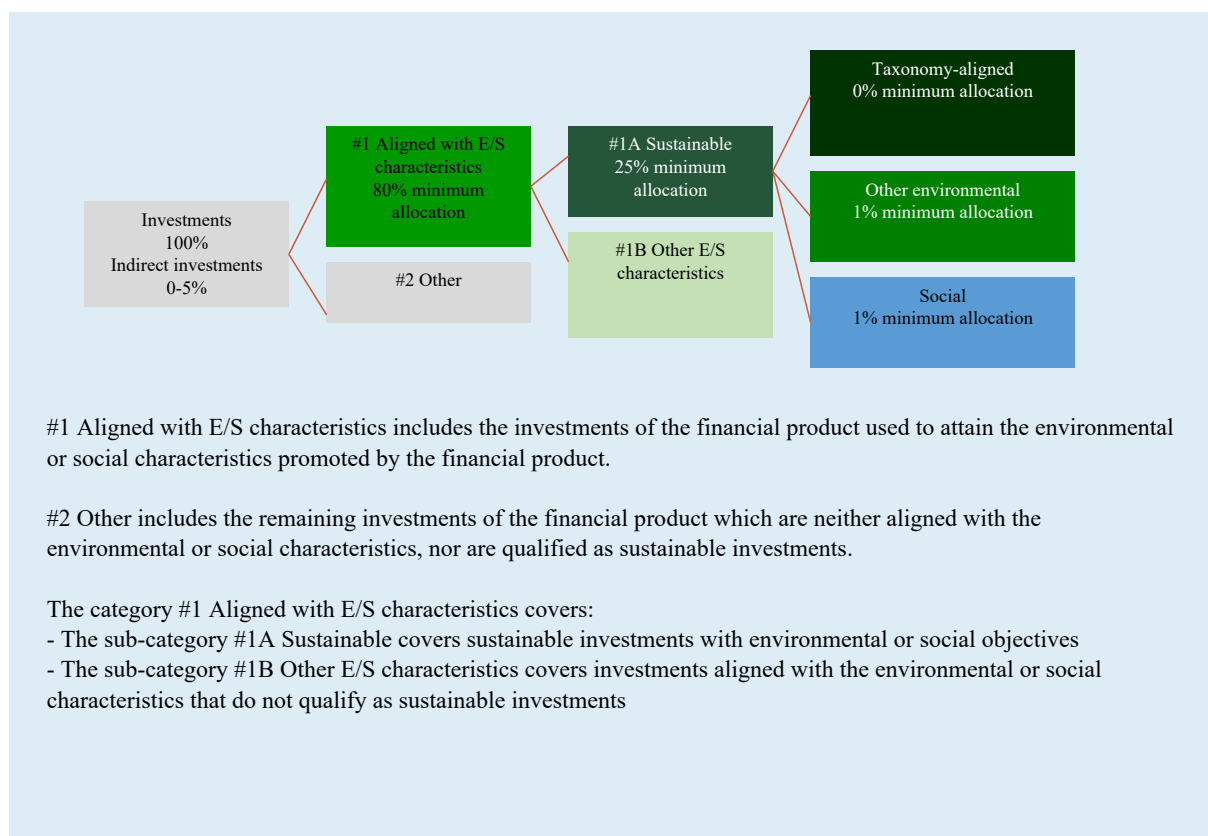 Investments
100%
Indirect investments
0-5%
#1 Aligned with E/S
characteristics
80% minimum
allocation
#2 Other
#1A Sustainable
25% minimum
allocation
#1B Other E/S
characteristics
Taxonomy-aligned
0% minimum allocation
Other environmental
1% minimum allocation
Social
1% minimum allocation
#1 Aligned with E/S characteristics includes the investments of the financial product used to attain the environmental
or social characteristics promoted by the financial product.
#2 Other includes the remaining investments of the financial product which are neither aligned with the
environmental or social characteristics, nor are qualified as sustainable investments.
The category #1 Aligned with E/S characteristics covers:
- The sub-category #1A Sustainable covers sustainable investments with environmental or social objectives
- The sub-category #1B Other E/S characteristics covers investments aligned with the environmental or social
characteristics that do not qualify as sustainable investments